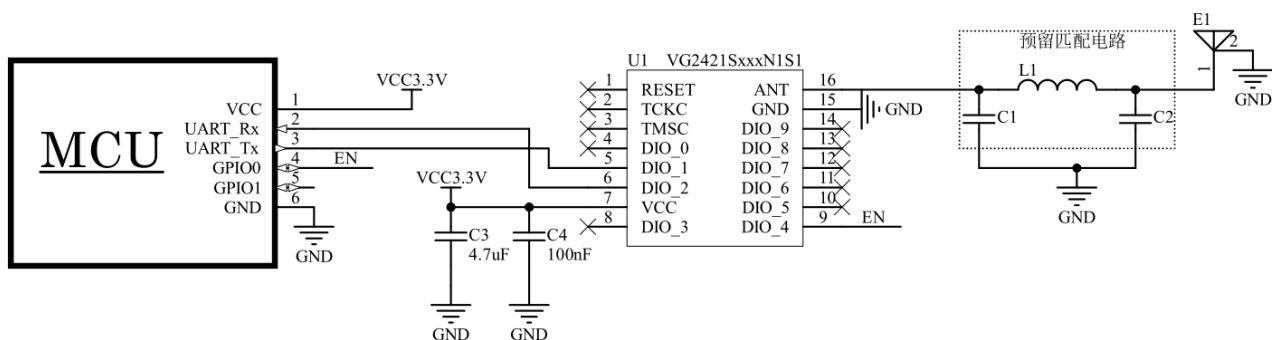 MCU
VCC
UART_Rx
UART_Tx
GPIO0
GPIO1
GND
1
2
3
4
5
6
VCC3.3V
EN
GND
VCC3.3V
C3
4.7uF
GND
C4
100nF
GND
U1 VG2421SxxxN1S1
1 RESET
2 TCKC
3 TMSC
4 DIO_0
5 DIO_1
6 DIO_2
7 VCC
8 DIO_3
ANT 16
GND 15
DIO_9 14
DIO_8 13
DIO_7 12
DIO_6 11
DIO_5 10
DIO_4 9
GND
EN
预留匹配电路
L1
C1
C2
GND
E1
2
1
GND